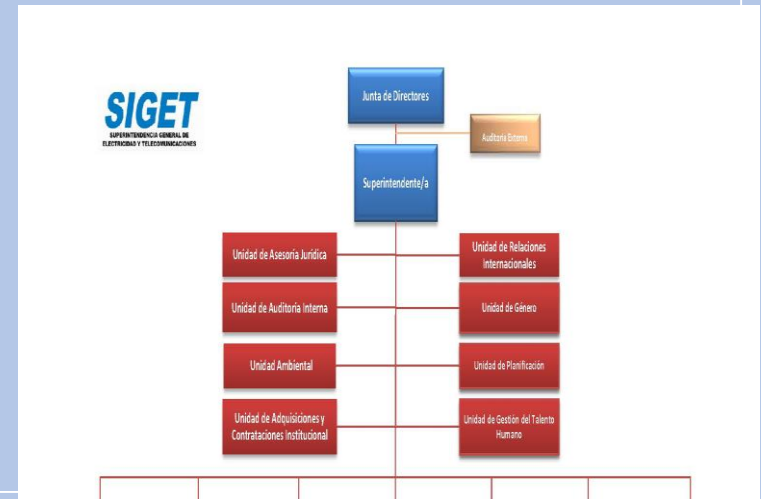 Junta de Directores
SIGET
SUPERINTENDENCIA GENERAL DE
ELECTRICIDAD Y TELECOMUNICACIONES
Auditoría Externa
Superintendente/a
Unidad de Asesoría Jurídica
Unidad de Relaciones
Internacionales
Unidad de Auditoría Interna
Unidad de Género
Unidad Ambiental
Unidad de Planificación
Unidad de Adquisiciones y
Contrataciones Institucional
Unidad de Gestión del Talento
Humano